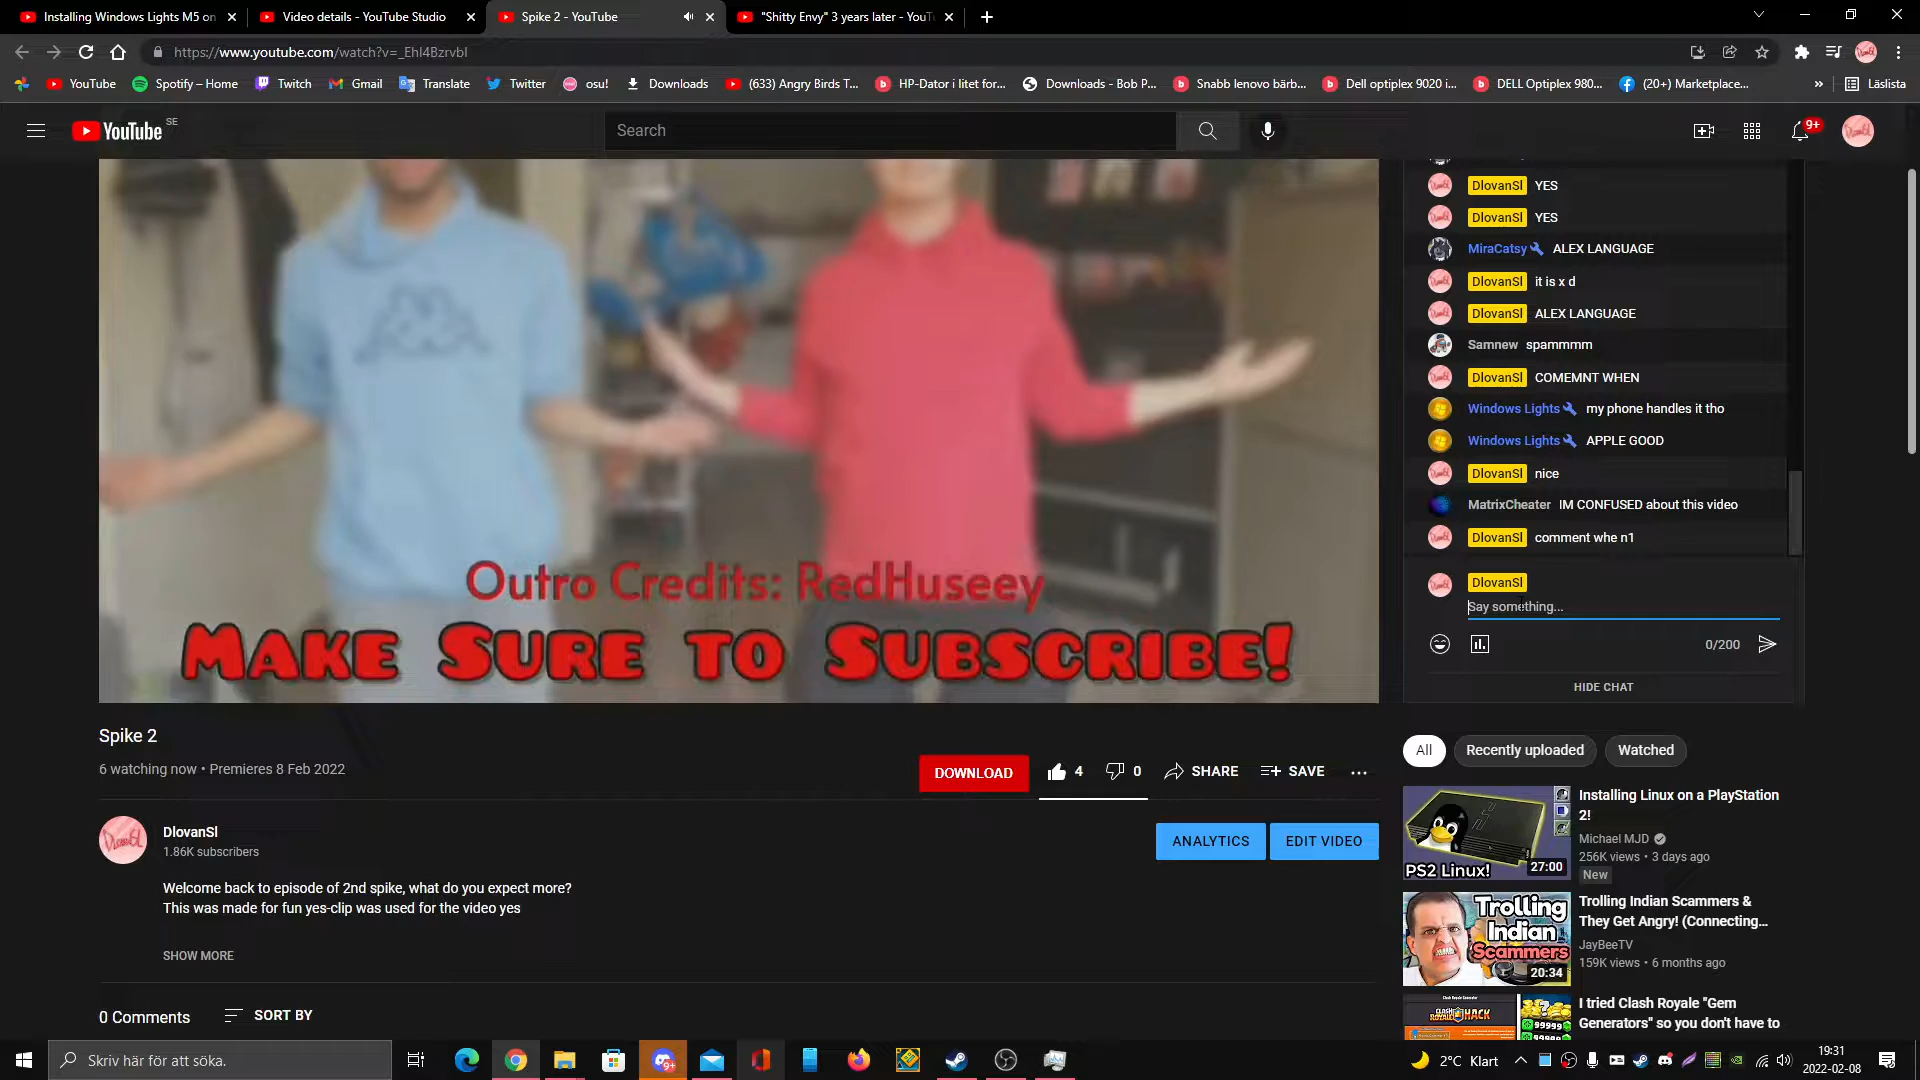 Installing Windows Lights M5 on
Video details - YouTube Studio
Spike 2 - YouTube
"Shitty Envy" 3 years later - YouT
https://www.youtube.com/watch?v=_EhI4BzrvbI
YouTube
Spotify – Home
Twitch
Gmail
Translate
Twitter
osu!
Downloads
(633) Angry Birds T...
HP-Dator i litet for...
Downloads - Bob P...
Snabb lenovo bärb...
Dell optiplex 9020 i...
DELL Optiplex 980...
(20+) Marketplace...
»
Läslista
YouTube SE
Search
9+
DlovanSl YES
DlovanSl YES
MiraCatsy ALEX LANGUAGE
DlovanSl it is x d
DlovanSl ALEX LANGUAGE
Samnew spammmm
DlovanSl COMEMNT WHEN
Windows Lights my phone handles it tho
Windows Lights APPLE GOOD
DlovanSl nice
MatrixCheater IM CONFUSED about this video
DlovanSl comment whe n1
DlovanSl
Say something...
0/200
HIDE CHAT
Outro Credits: RedHuseey
Make Sure to Subscribe!
Spike 2
6 watching now • Premieres 8 Feb 2022
DOWNLOAD
4
0
SHARE
SAVE
DlovanSl
1.86K subscribers
ANALYTICS
EDIT VIDEO
Welcome back to episode of 2nd spike, what do you expect more?
This was made for fun yes-clip was used for the video yes
SHOW MORE
0 Comments
SORT BY
All
Recently uploaded
Watched
PS2 Linux!
27:00
Installing Linux on a PlayStation
2!
Michael MJD
256K views • 3 days ago
New
Trolling
Indian
Scammers
20:34
Trolling Indian Scammers &
They Get Angry! (Connecting...
JayBeeTV
159K views • 6 months ago
HACK
99999
99999
I tried Clash Royale "Gem
Generators" so you don't have to
Skriv här för att söka.
9+
2°C Klart
19:31
2022-02-08